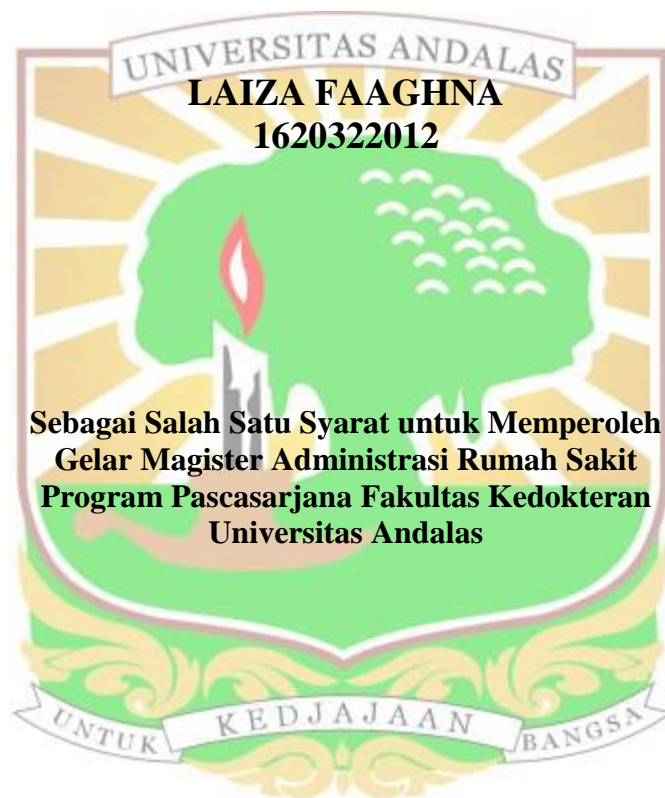 UNIVERSITAS ANDALAS
LAIZA FAAGHNA
1620322012
Sebagai Salah Satu Syarat untuk Memperoleh
Gelar Magister Administrasi Rumah Sakit
Program Pascasarjana Fakultas Kedokteran
Universitas Andalas
UNTUK KEDJAJAAN BANGSA